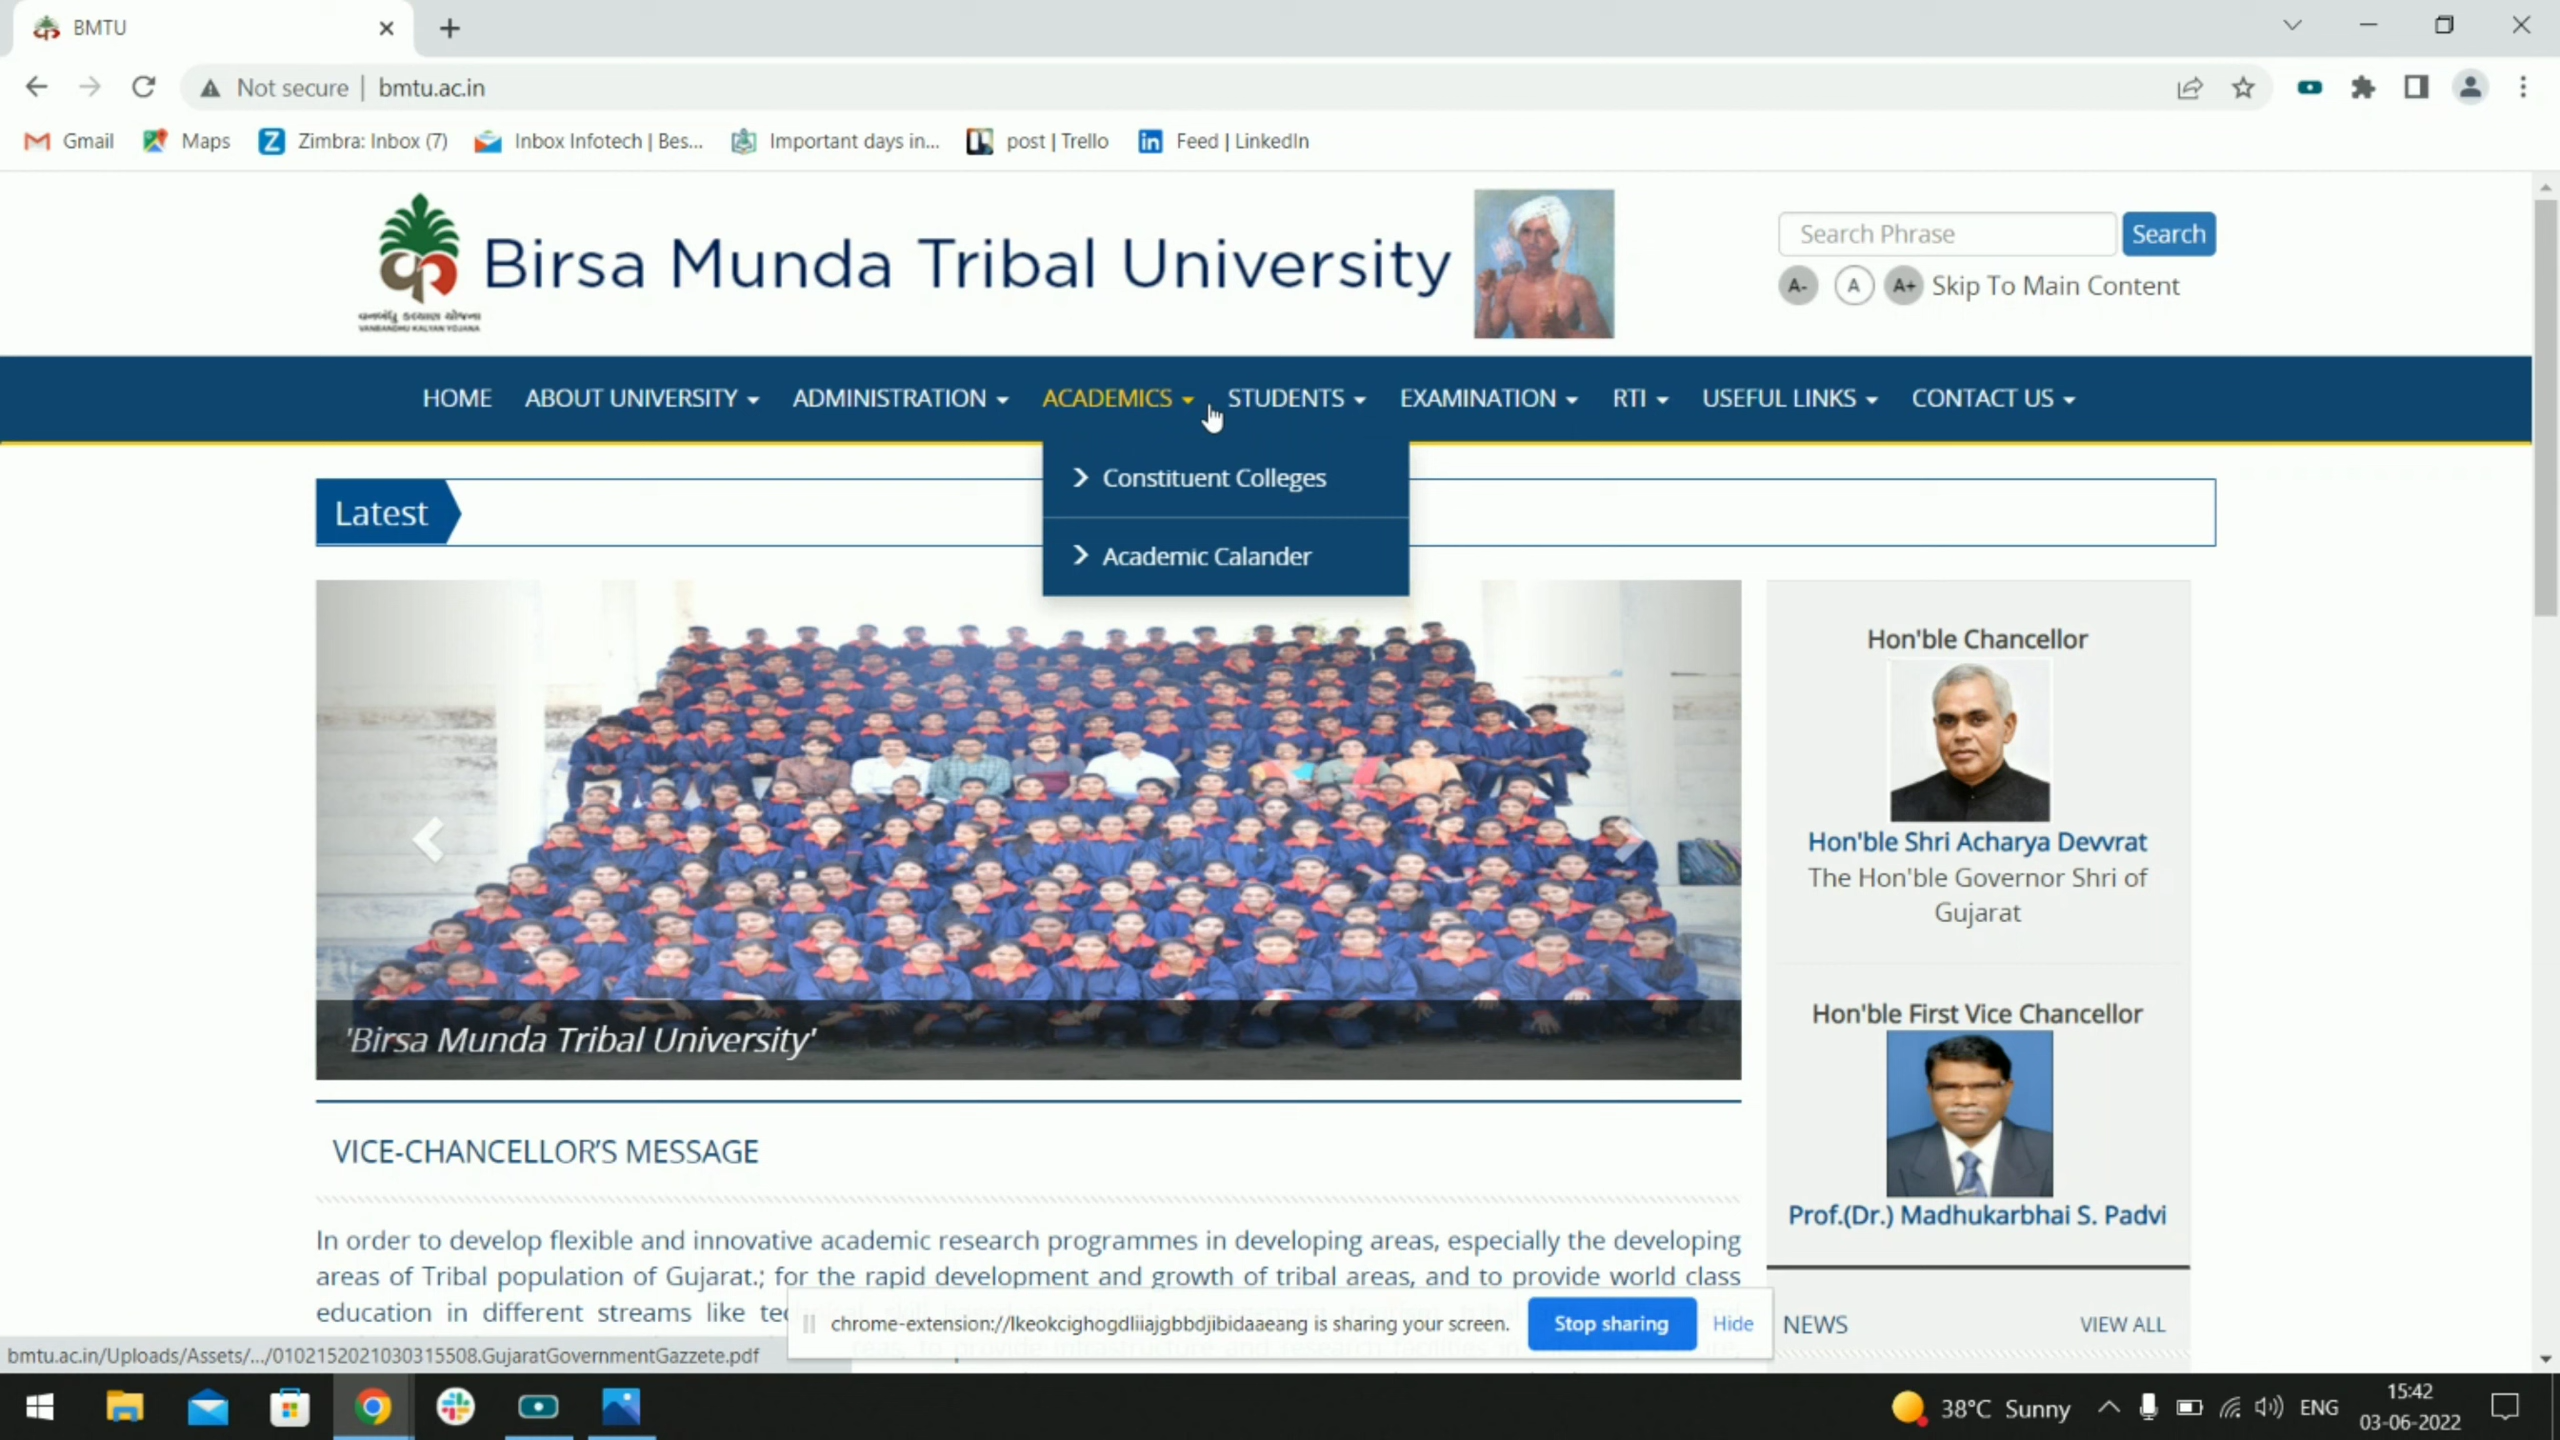 BMTU
Not secure | bmtu.ac.in
Gmail
Maps
Zimbra: Inbox (7)
Inbox Infotech | Bes...
Important days in...
post | Trello
Feed | LinkedIn
VANBANDHU KALYAN YOJANA
Birsa Munda Tribal University
Search Phrase
Search
A-
A
A+
Skip To Main Content
HOME
ABOUT UNIVERSITY
ADMINISTRATION
ACADEMICS
STUDENTS
EXAMINATION
RTI
USEFUL LINKS
CONTACT US
Constituent Colleges
Academic Calander
Latest
'Birsa Munda Tribal University'
Hon'ble Chancellor
Hon'ble Shri Acharya Devvrat
The Hon'ble Governor Shri of
Gujarat
Hon'ble First Vice Chancellor
Prof.(Dr.) Madhukarbhai S. Padvi
NEWS
VIEW ALL
VICE-CHANCELLOR'S MESSAGE
In order to develop flexible and innovative academic research programmes in developing areas, especially the developing
areas of Tribal population of Gujarat.; for the rapid development and growth of tribal areas, and to provide world class
education in different streams like
chrome-extension://lkeokcighogdliiajgbbdjibidaaeang is sharing your screen.
Stop sharing
Hide
bmtu.ac.in/Uploads/Assets/.../0102152021030315508.GujaratGovernmentGazzete.pdf
38°C Sunny
ENG
15:42
03-06-2022